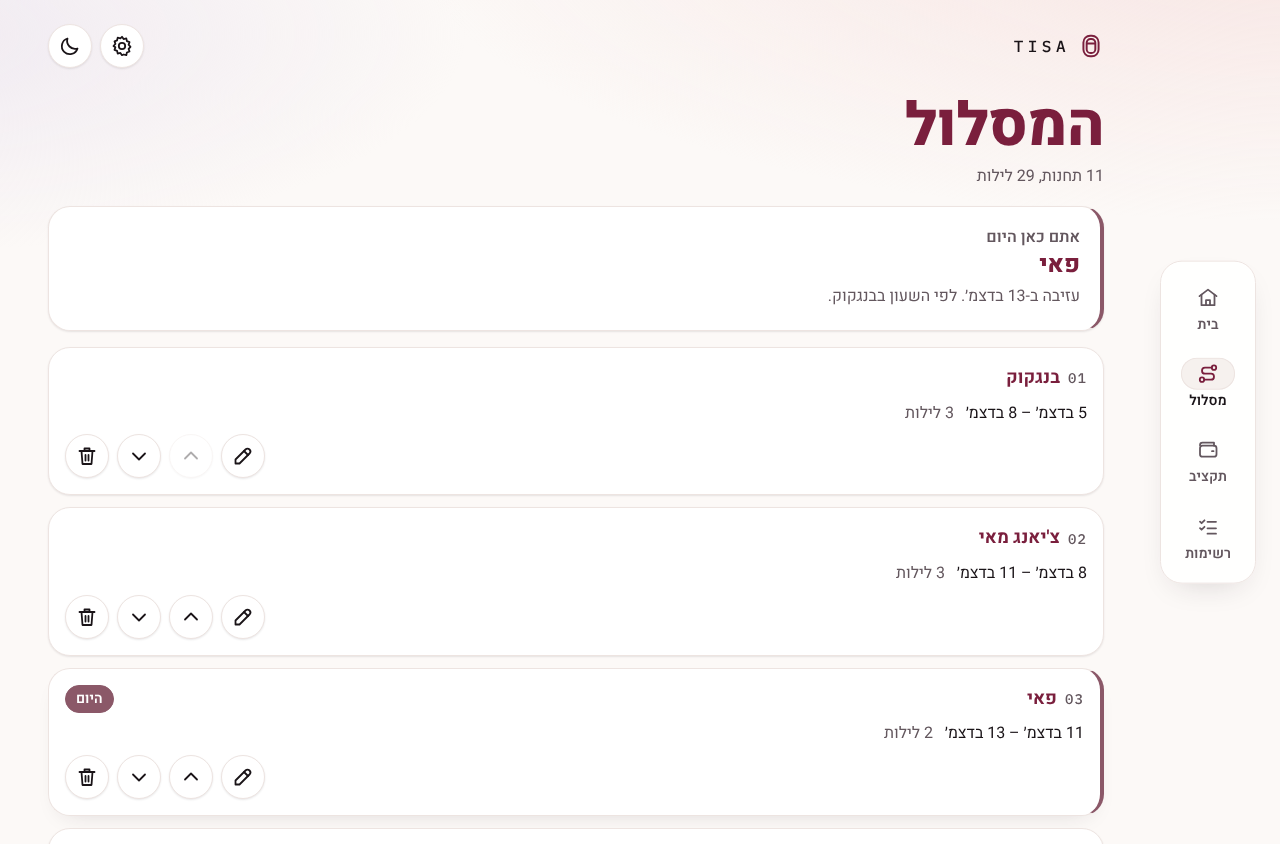 TISA
המסלול
11 תחנות, 29 לילות
אתם כאן היום
פאי
עזיבה ב-13 בדצמ׳. לפי השעון בבנגקוק.
01 בנגקוק
5 בדצמ׳ – 8 בדצמ׳ 3 לילות
02 צ'יאנג מאי
8 בדצמ׳ – 11 בדצמ׳ 3 לילות
03 פאי
היום
11 בדצמ׳ – 13 בדצמ׳ 2 לילות
בית
מסלול
תקציב
רשימות